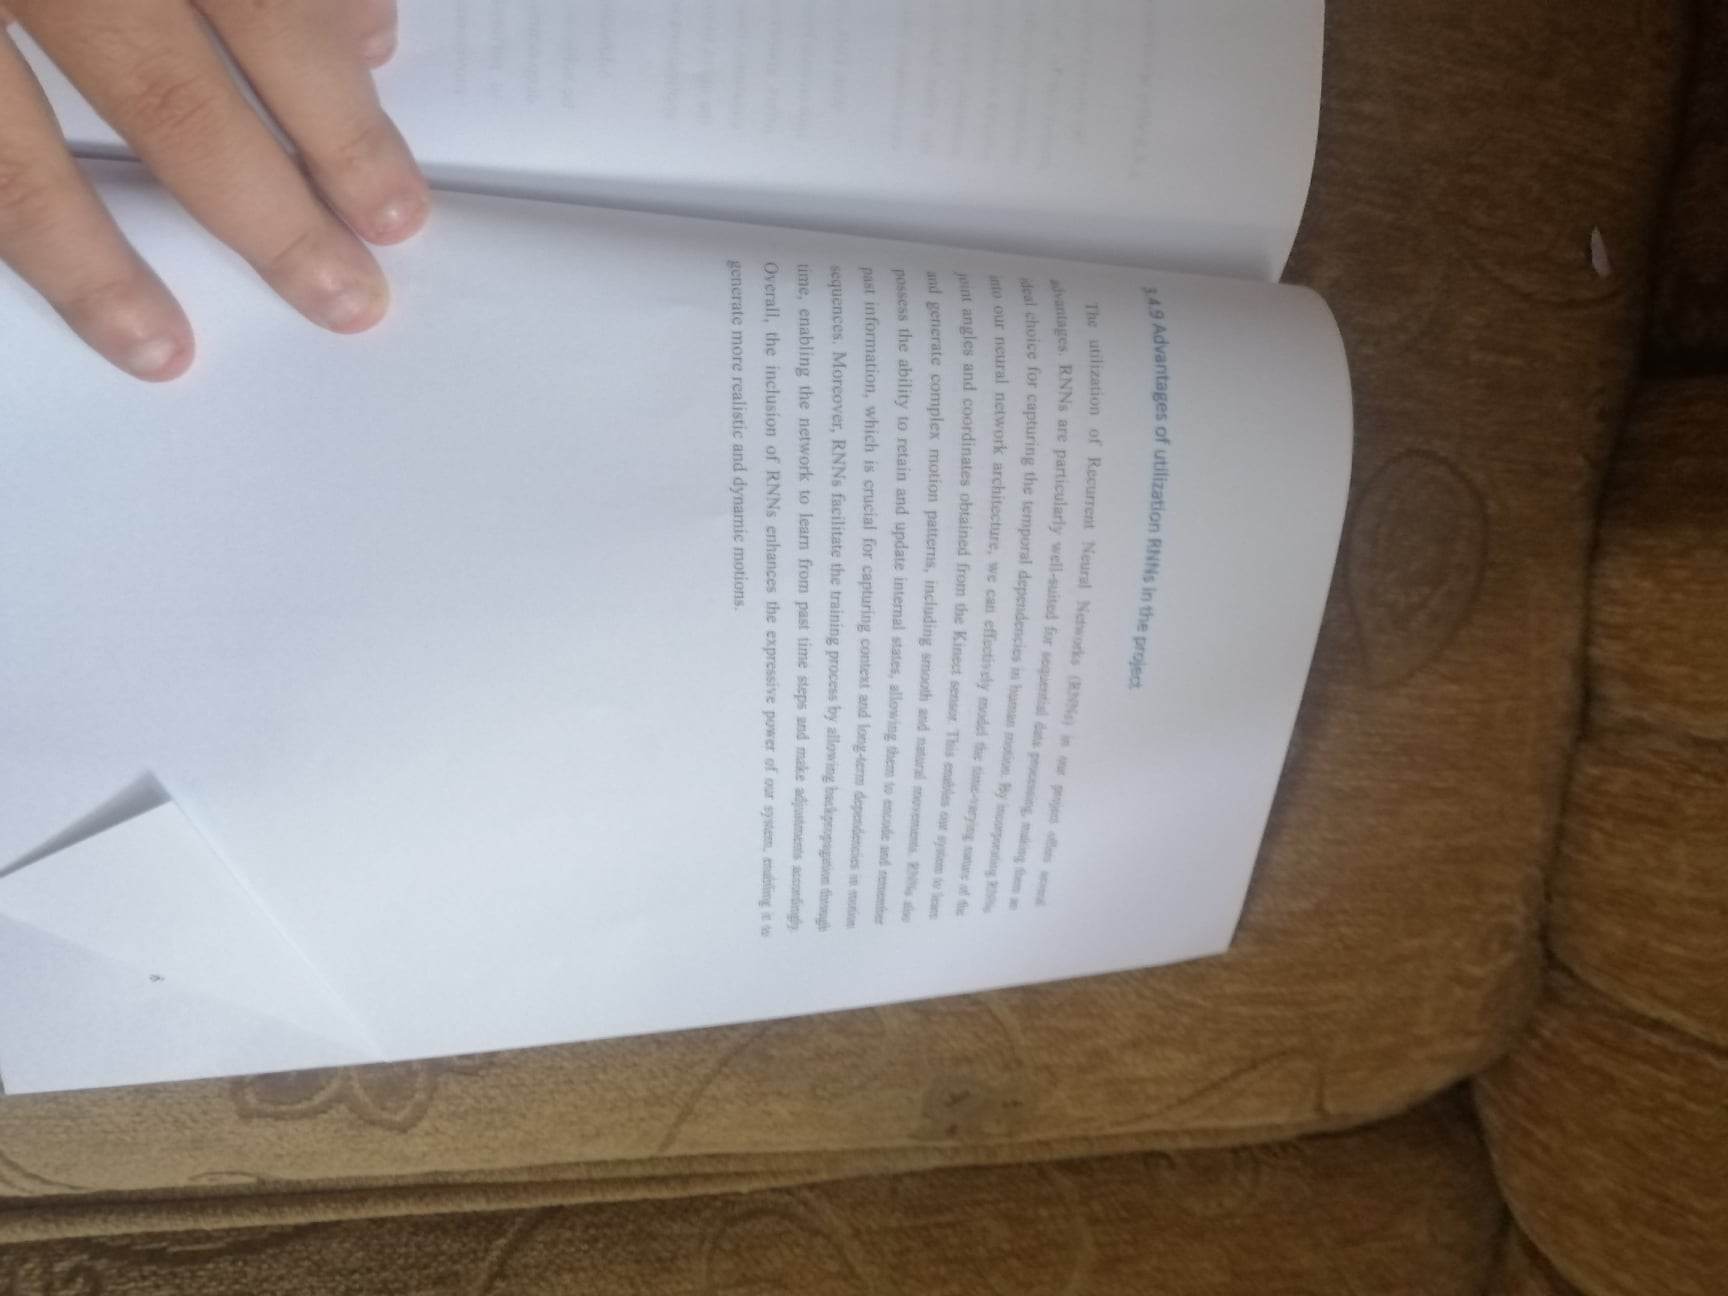 3.4.9 Advantages of utilization RNNs in the project
The utilization of Recurrent Neural Networks (RNNs) in our project offers several
advantages. RNNs are particularly well-suited for sequential data processing, making them an
ideal choice for capturing the temporal dependencies in human motion. By incorporating RNNs
into our neural network architecture, we can effectively model the time-varying nature of the
joint angles and coordinates obtained from the Kinect sensor. This enables our system to learn
and generate complex motion patterns, including smooth and natural movements. RNNs also
possess the ability to retain and update internal states, allowing them to encode and remember
past information, which is crucial for capturing context and long-term dependencies in motion
sequences. Moreover, RNNs facilitate the training process by allowing backpropagation through
time, enabling the network to learn from past time steps and make adjustments accordingly.
Overall, the inclusion of RNNs enhances the expressive power of our system, enabling it to
generate more realistic and dynamic motions.